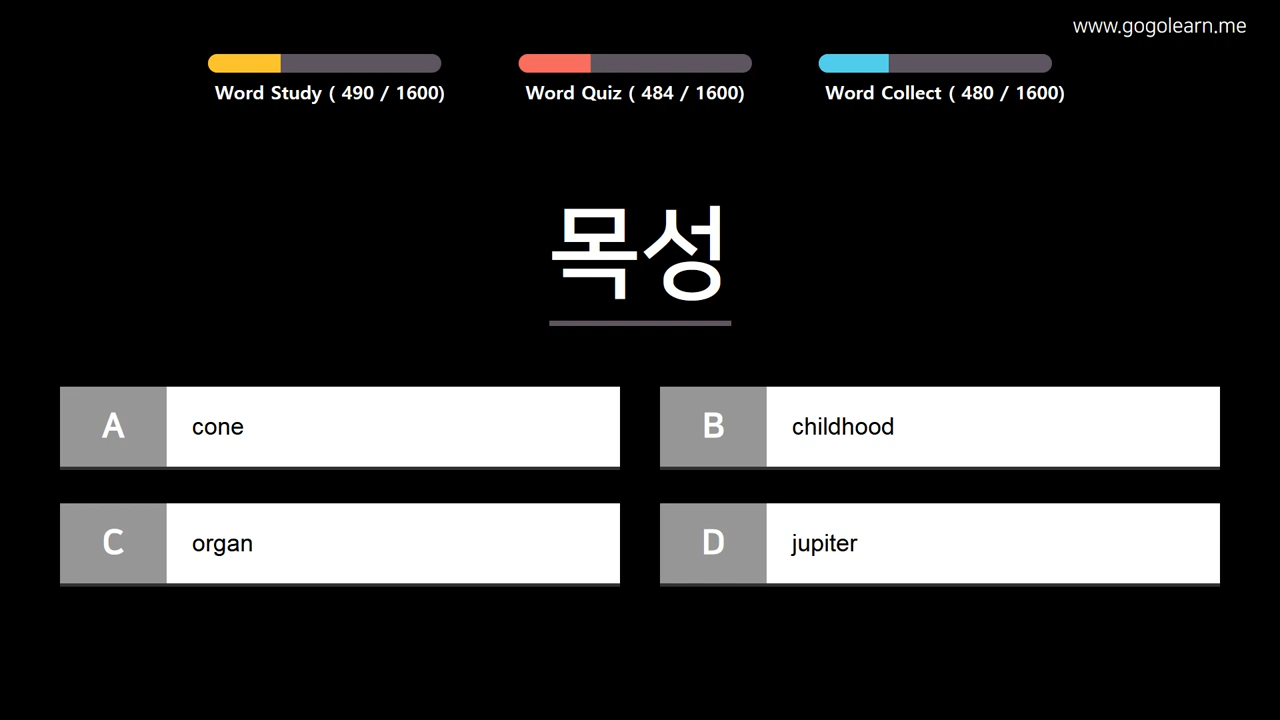 www.gogolearn.me
Word Study ( 490 / 1600)
Word Quiz ( 484 / 1600)
Word Collect ( 480 / 1600)
목성
A cone
B childhood
C organ
D jupiter